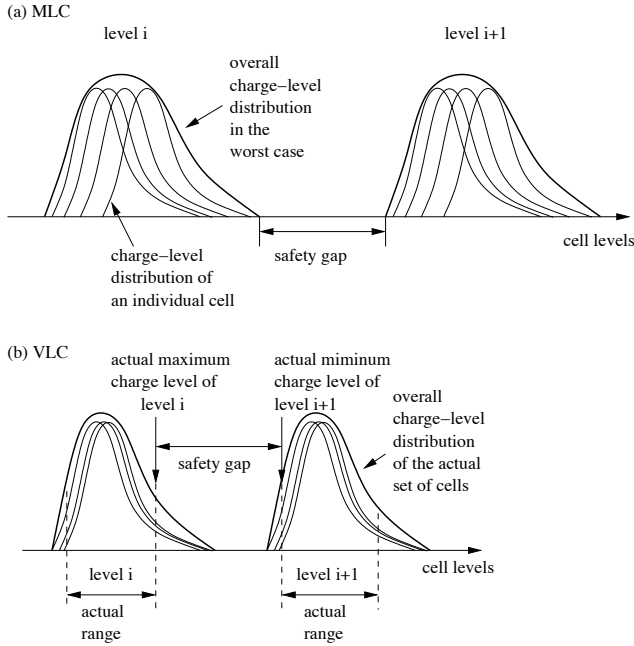 (a) MLC
level i
level i+1
overall
charge–level
distribution
in the
worst case
cell levels
safety gap
charge–level
distribution of
an individual cell
(b) VLC
actual maximum
charge level of
level i
actual miminum
charge level of
level i+1
overall
charge–level
distribution
of the actual
set of cells
safety gap
cell levels
level i
level i+1
actual
range
actual
range